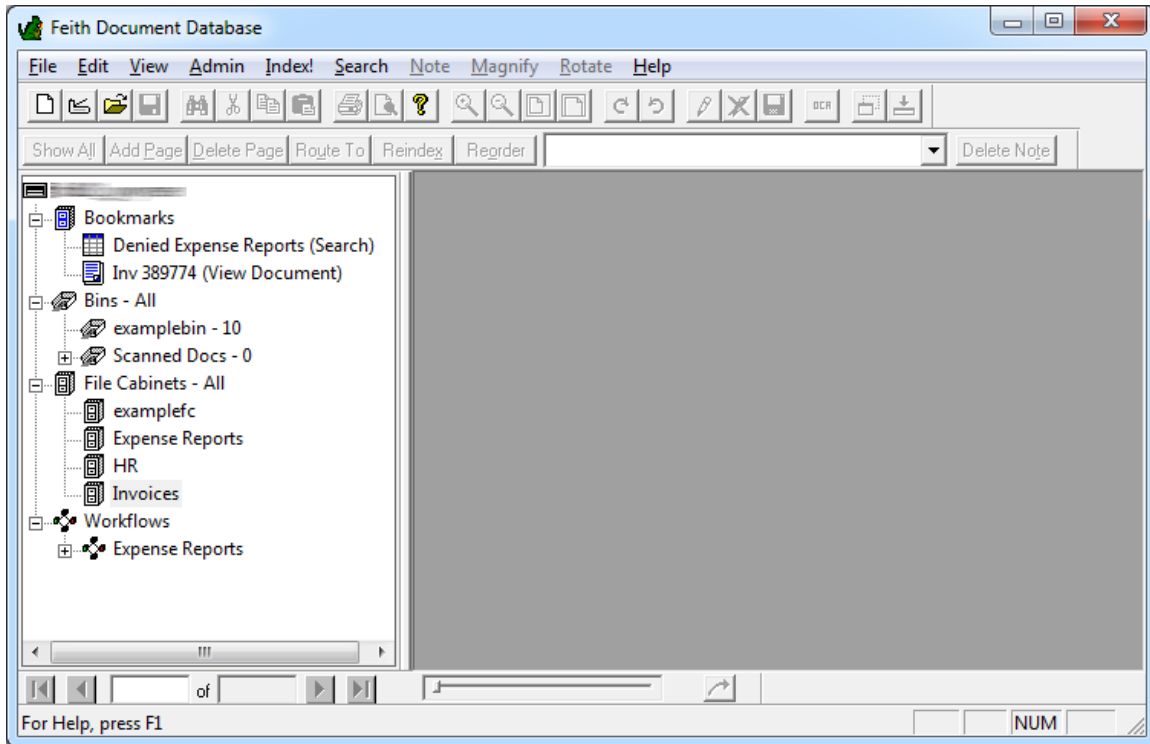 Feith Document Database
File Edit View Admin Index! Search Note Magnify Rotate Help
OCR
Show All Add Page Delete Page Route To Reindex Reorder Delete Note
Bookmarks
Denied Expense Reports (Search)
Inv 389774 (View Document)
Bins - All
examplebin - 10
Scanned Docs - 0
File Cabinets - All
examplefc
Expense Reports
HR
Invoices
Workflows
Expense Reports
of
For Help, press F1 NUM